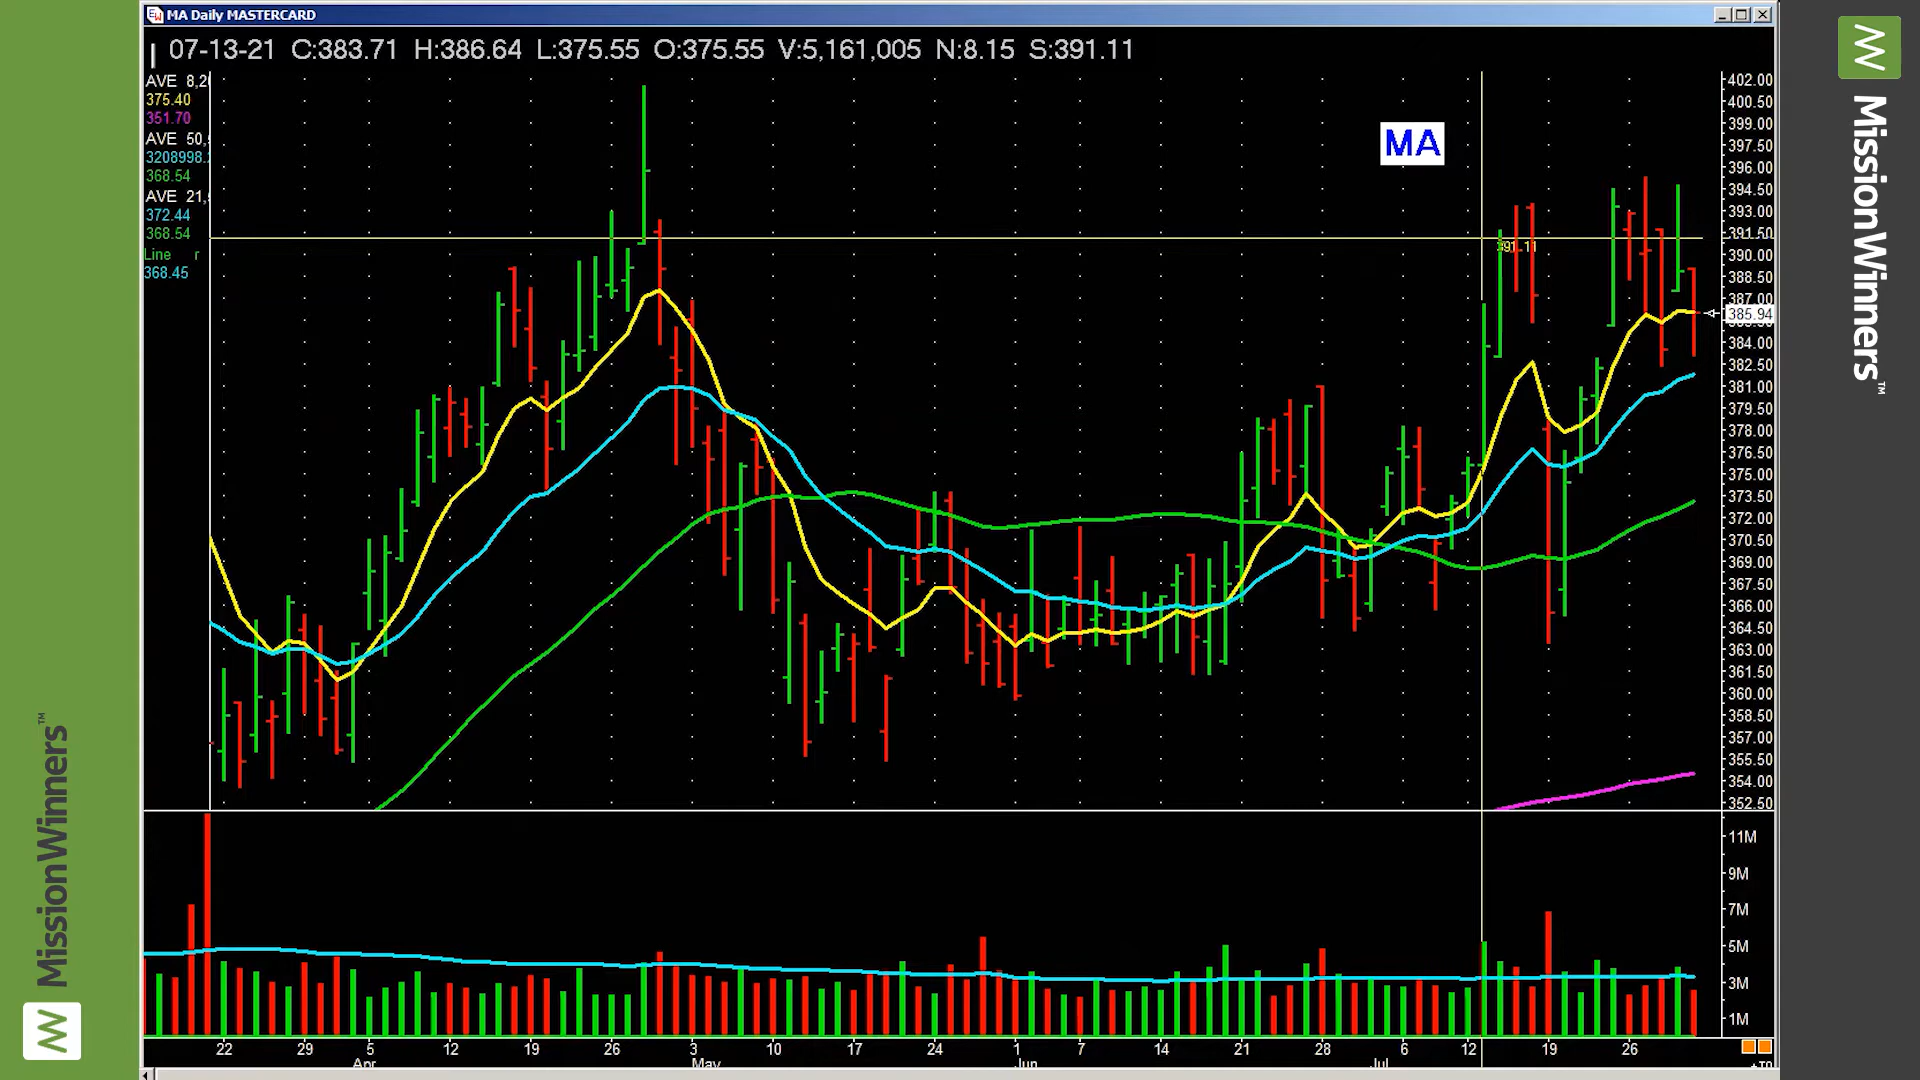 MA Daily MASTERCARD
07-13-21 C:383.71 H:386.64 L:375.55 O:375.55 V:5,161,005 N:8.15 S:391.11
AVE 8,2
375.40
351.70
AVE 50,
3208998.
368.54
AVE 21,
372.44
368.54
Line r
368.45
MA
391.11
402.00
400.50
399.00
397.50
396.00
394.50
393.00
391.50
390.00
388.50
387.00
385.94
384.00
382.50
381.00
379.50
378.00
376.50
375.00
373.50
372.00
370.50
369.00
367.50
366.00
364.50
363.00
361.50
360.00
358.50
357.00
355.50
354.00
352.50
11M
9M
7M
5M
3M
1M
22 29 5 12 19 26 3 10 17 24 1 7 14 21 28 6 12 19 26
Apr May Jun Jul
MissionWinners™
MissionWinners™